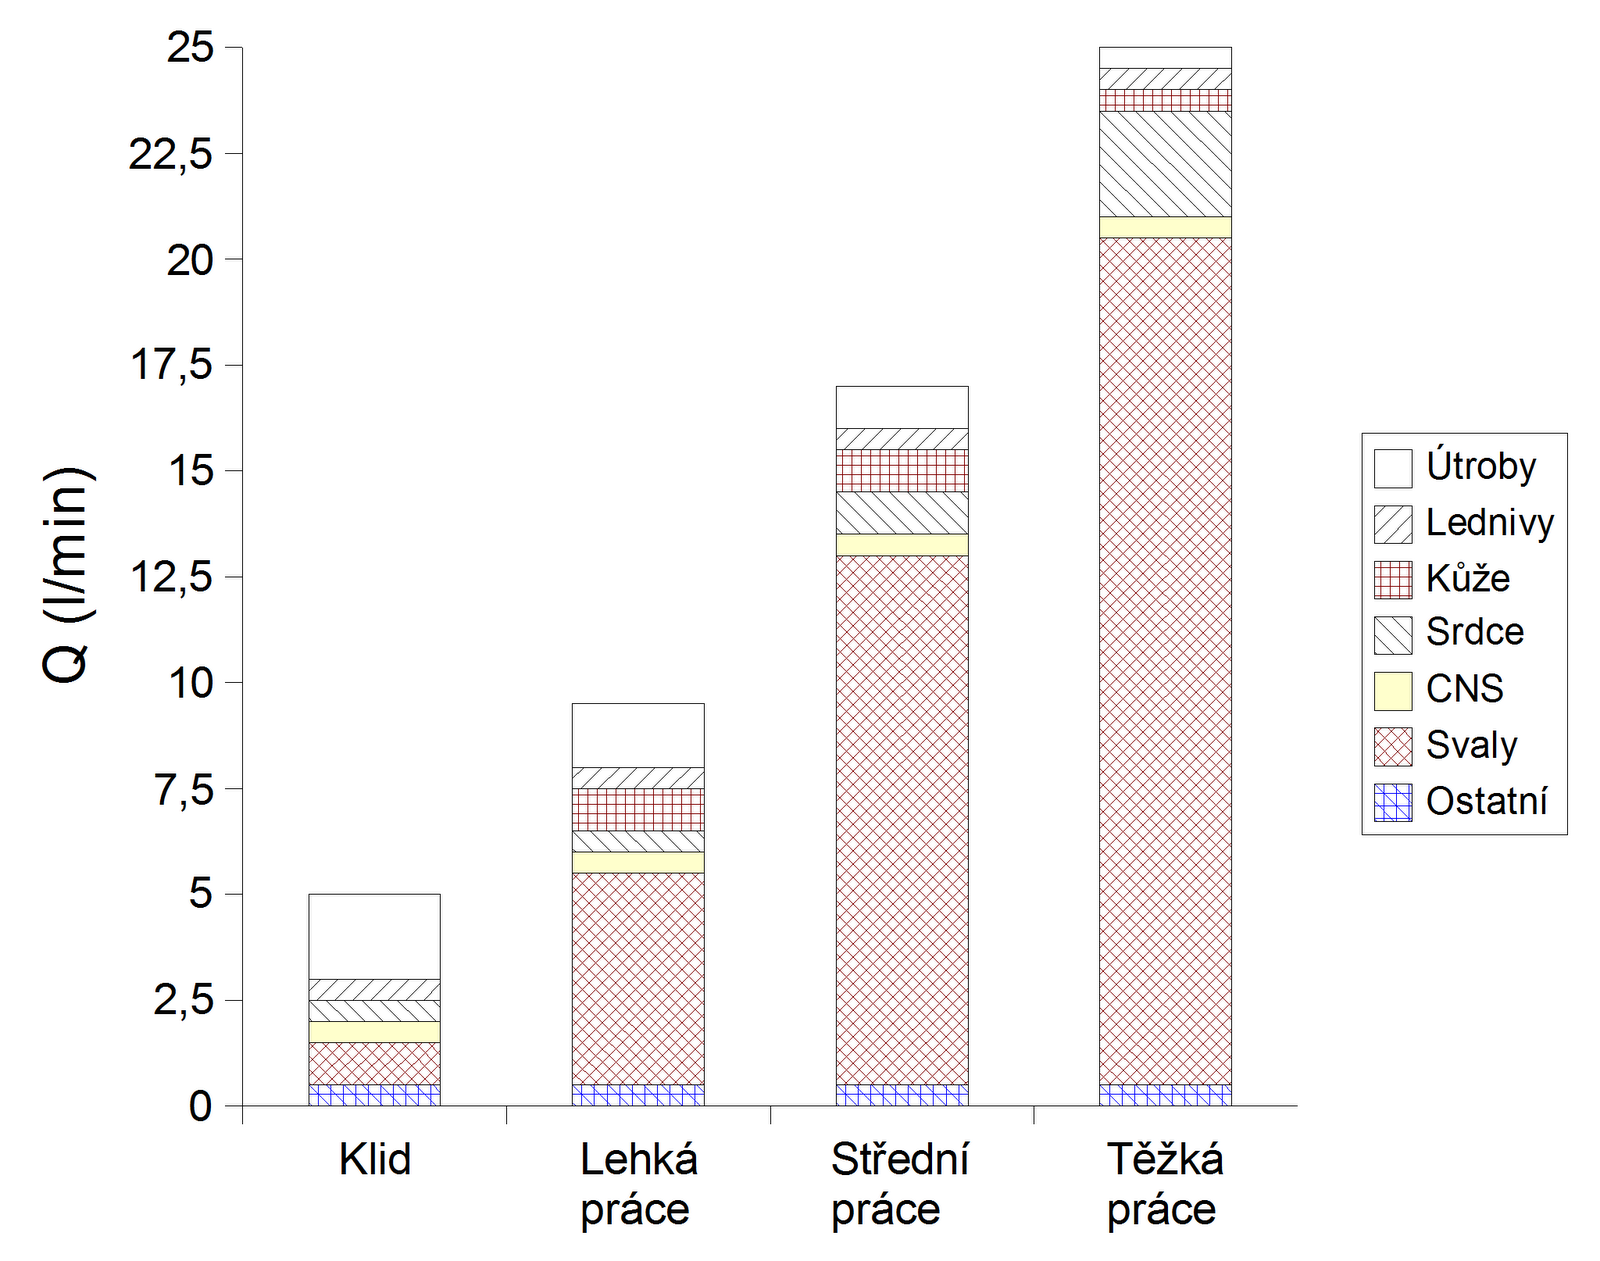 25
22,5
20
17,5
15
12,5
10
7,5
5
2,5
0
Q (l/min)
Klid
Lehká
práce
Střední
práce
Těžká
práce
Útroby
Lednivy
Kůže
Srdce
CNS
Svaly
Ostatní